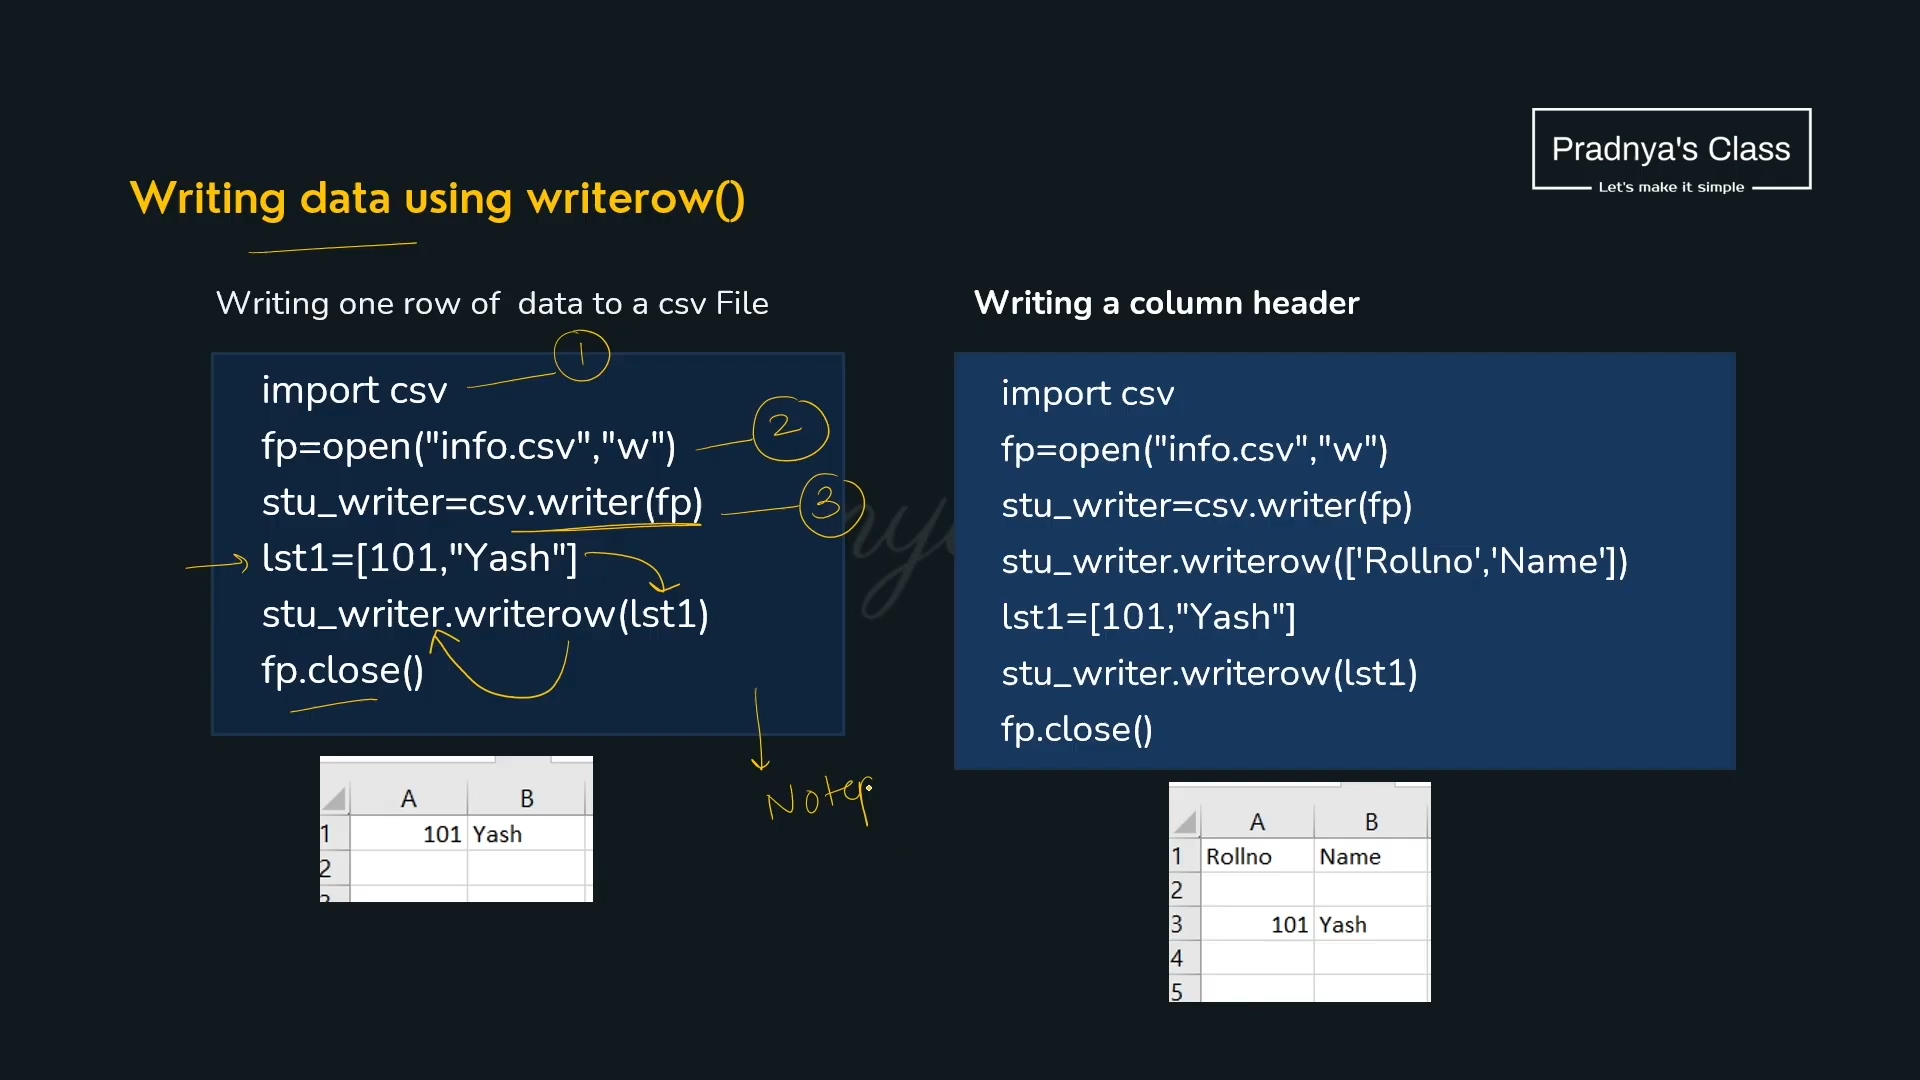 Pradnya's Class
Let's make it simple
Writing data using writerow()
Writing one row of data to a csv File
1
import csv
2
fp=open("info.csv","w")
3
stu_writer=csv.writer(fp)
lst1=[101,"Yash"]
stu_writer.writerow(lst1)
fp.close()
Notep
A B
1 101 Yash
2
Writing a column header
import csv
fp=open("info.csv","w")
stu_writer=csv.writer(fp)
stu_writer.writerow(['Rollno','Name'])
lst1=[101,"Yash"]
stu_writer.writerow(lst1)
fp.close()
A B
1 Rollno Name
2
3 101 Yash
4
5